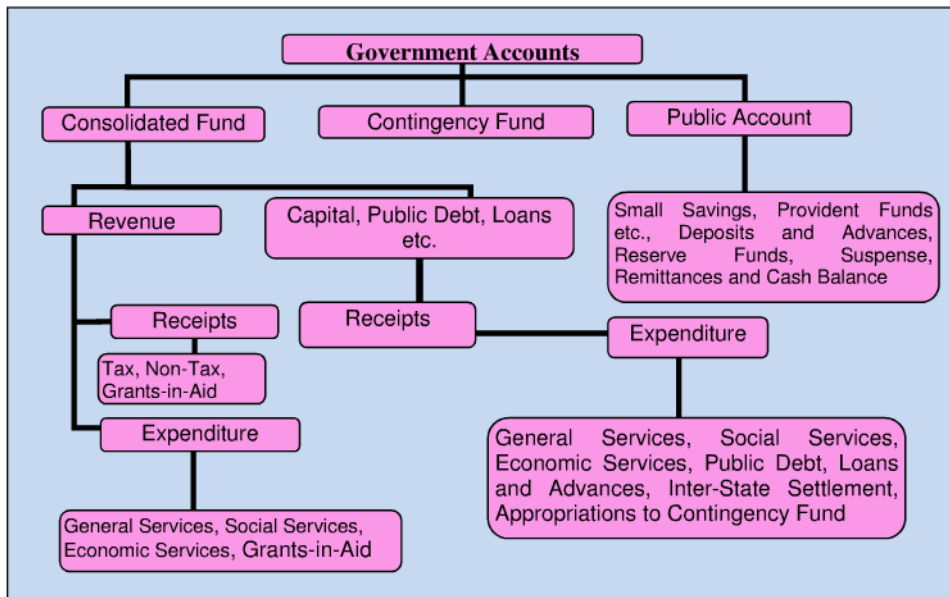 Government Accounts
Consolidated Fund
Contingency Fund
Public Account
Revenue
Capital, Public Debt, Loans
etc.
Small Savings, Provident Funds
etc., Deposits and Advances,
Reserve Funds, Suspense,
Remittances and Cash Balance
Receipts
Tax, Non-Tax,
Grants-in-Aid
Receipts
Expenditure
Expenditure
General Services, Social Services,
Economic Services, Public Debt, Loans
and Advances, Inter-State Settlement,
Appropriations to Contingency Fund
General Services, Social Services,
Economic Services, Grants-in-Aid